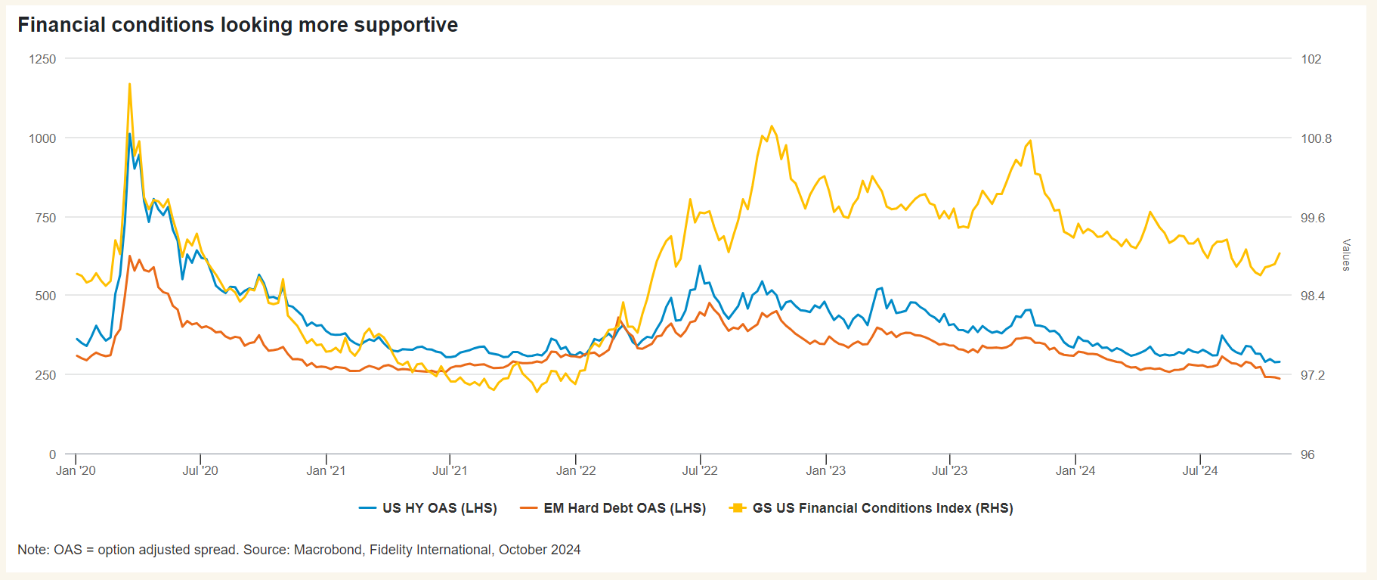 Financial conditions looking more supportive
1250 102
1000 100.8
750 99.6
Values
500 98.4
250 97.2
0 96
Jan '20 Jul '20 Jan '21 Jul '21 Jan '22 Jul '22 Jan '23 Jul '23 Jan '24 Jul '24
US HY OAS (LHS) EM Hard Debt OAS (LHS) GS US Financial Conditions Index (RHS)
Note: OAS = option adjusted spread. Source: Macrobond, Fidelity International, October 2024